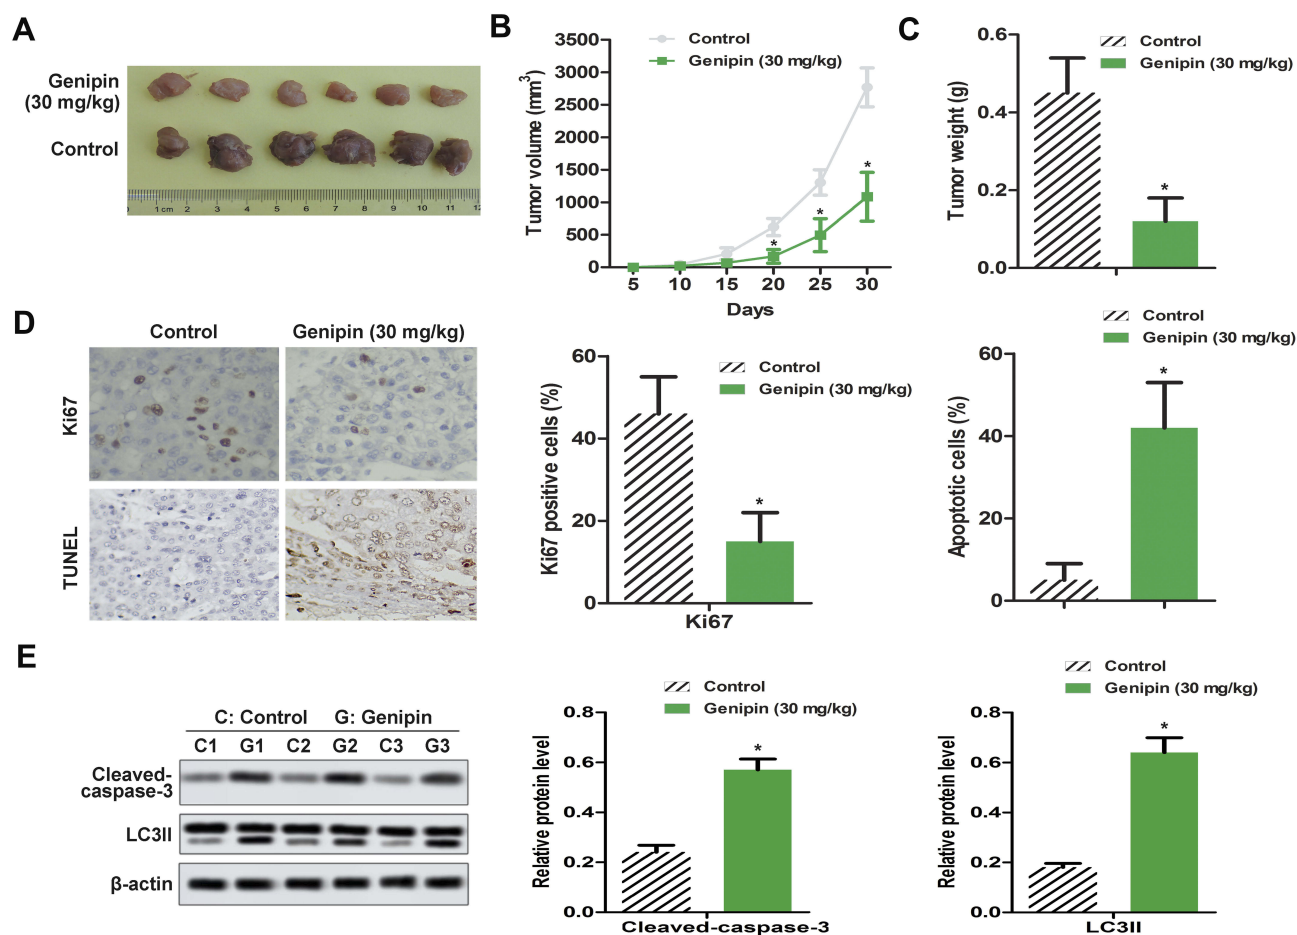 A
Genipin
(30 mg/kg)
Control
1 cm 2 3 4 5 6 7 8 9 10 11 12
B
Control
Genipin (30 mg/kg)
Tumor volume (mm³)
3500
3000
2500
2000
1500
1000
500
0
* * *
5 10 15 20 25 30
Days
C
Control
Genipin (30 mg/kg)
Tumor weight (g)
0.6
0.4
0.2
0.0
*
D
Control Genipin (30 mg/kg)
Ki67
TUNEL
Control
Genipin (30 mg/kg)
Ki67 positive cells (%)
60
40
20
0
*
Ki67
Control
Genipin (30 mg/kg)
Apoptotic cells (%)
60
40
20
0
*
E
C: Control G: Genipin
C1 G1 C2 G2 C3 G3
Cleaved-
caspase-3
LC3II
β-actin
Control
Genipin (30 mg/kg)
Relative protein level
0.8
0.6
0.4
0.2
0.0
*
Cleaved-caspase-3
Control
Genipin (30 mg/kg)
Relative protein level
0.8
0.6
0.4
0.2
0.0
*
LC3II